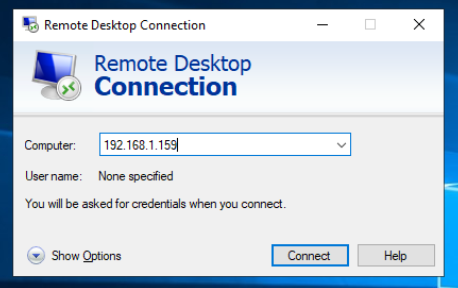 Remote Desktop Connection
Remote Desktop
Connection
Computer: 192.168.1.159
User name: None specified
You will be asked for credentials when you connect.
Show Options Connect Help